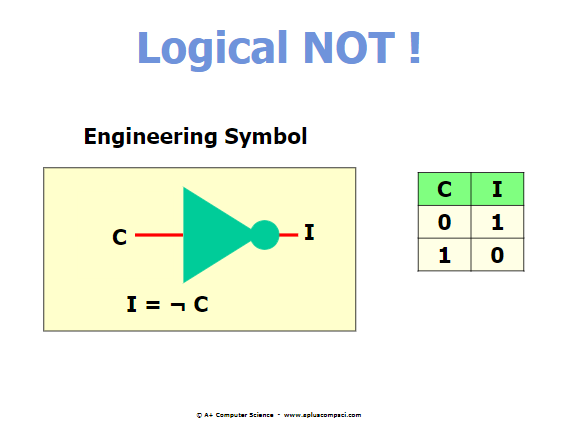 Logical NOT !
Engineering Symbol
C
I
I = ¬ C
C I
0 1
1 0
© A+ Computer Science - www.apluscompsci.com